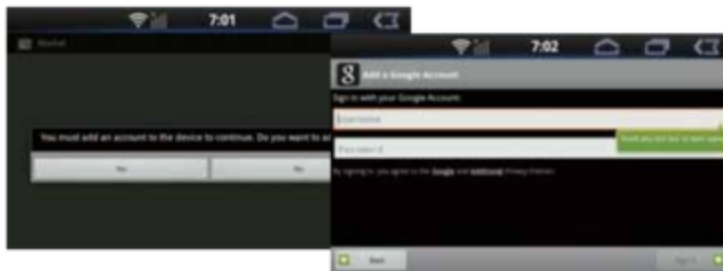 7:01
Market
You must add an account to the device to continue. Do you want to
Yes
No
7:02
Add a Google Account
Sign in with your Google Account:
Username
Password
By signing in, you agree to the Google and additional Privacy Policies
Back
Sign in